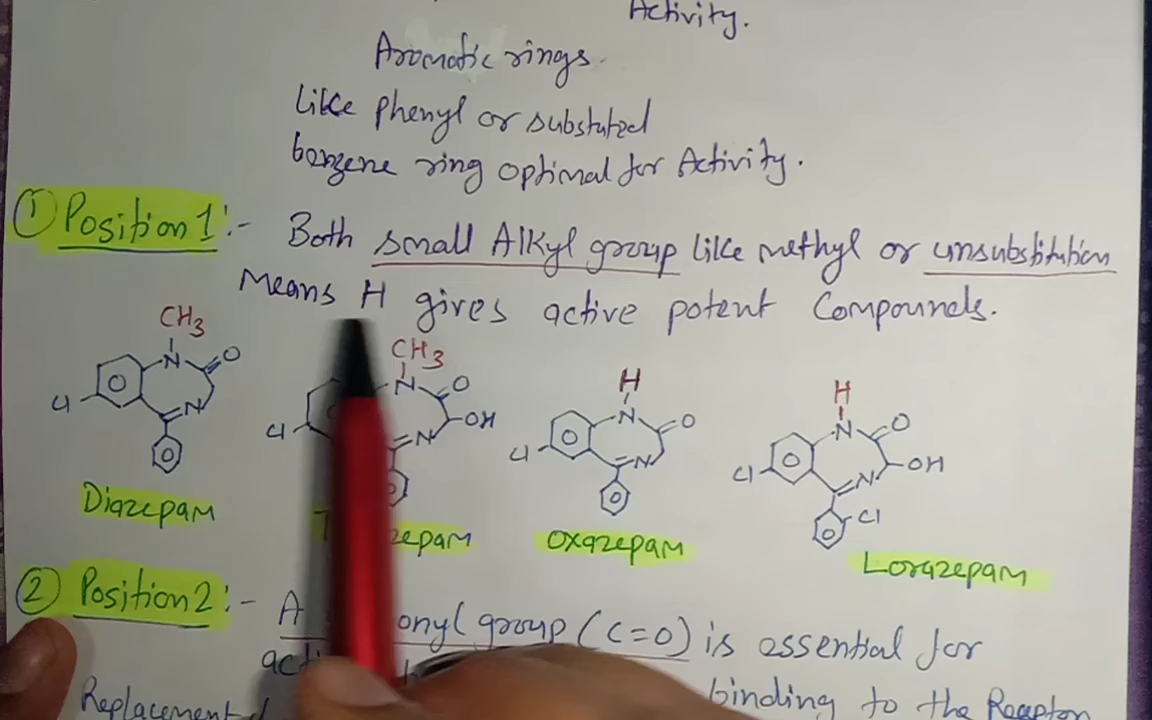 Activity.
Aromatic rings.
Like Phenyl or substuted
benzene ring optimal for Activity.
① Position 1:- Both small Alkyl group like methyl or unsubstitution
Means H gives active potent Compounds.
CH3 CH3 H H
N O N O N O N O
Cl N Cl N OH Cl N Cl N OH
Cl
Diazepam zepam Oxazepam Lorazepam
② Position 2:- A onyl group (C=O) is essential for
binding to the Receptor
Replacement